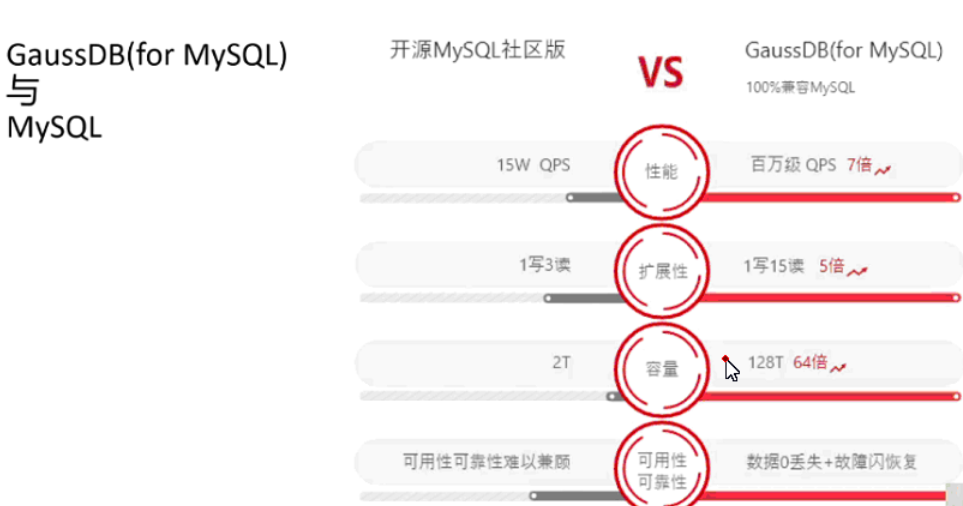 GaussDB(for MySQL)
与
MySQL
开源MySQL社区版
VS
GaussDB(for MySQL)
100%兼容MySQL
15W QPS
性能
百万级 QPS 7倍
1写3读
扩展性
1写15读 5倍
2T
容量
128T 64倍
可用性可靠性难以兼顾
可用性
可靠性
数据0丢失+故障闪恢复